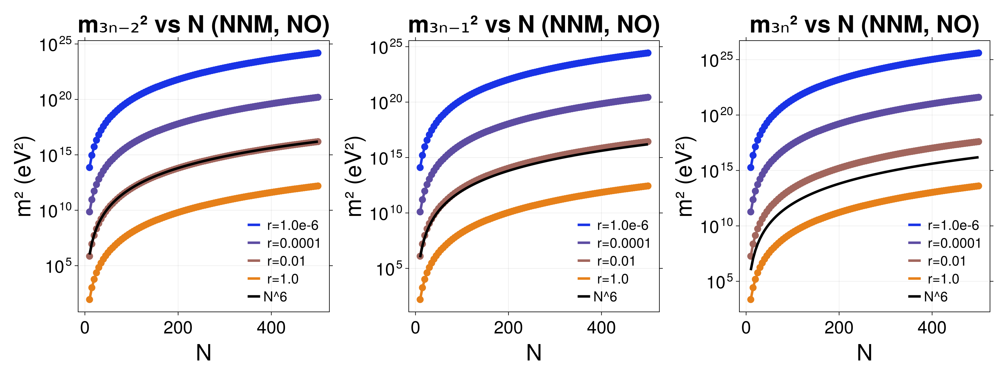 m₃ₙ₋₂² vs N (NNM, NO)
10²⁵
10²⁰
10¹⁵
10¹⁰
10⁵
m² (eV²)
0 200 400
N
r=1.0e-6
r=0.0001
r=0.01
r=1.0
N^6
m₃ₙ₋₁² vs N (NNM, NO)
10²⁵
10²⁰
10¹⁵
10¹⁰
10⁵
m² (eV²)
0 200 400
N
r=1.0e-6
r=0.0001
r=0.01
r=1.0
N^6
m₃ₙ² vs N (NNM, NO)
10²⁵
10²⁰
10¹⁵
10¹⁰
10⁵
m² (eV²)
0 200 400
N
r=1.0e-6
r=0.0001
r=0.01
r=1.0
N^6